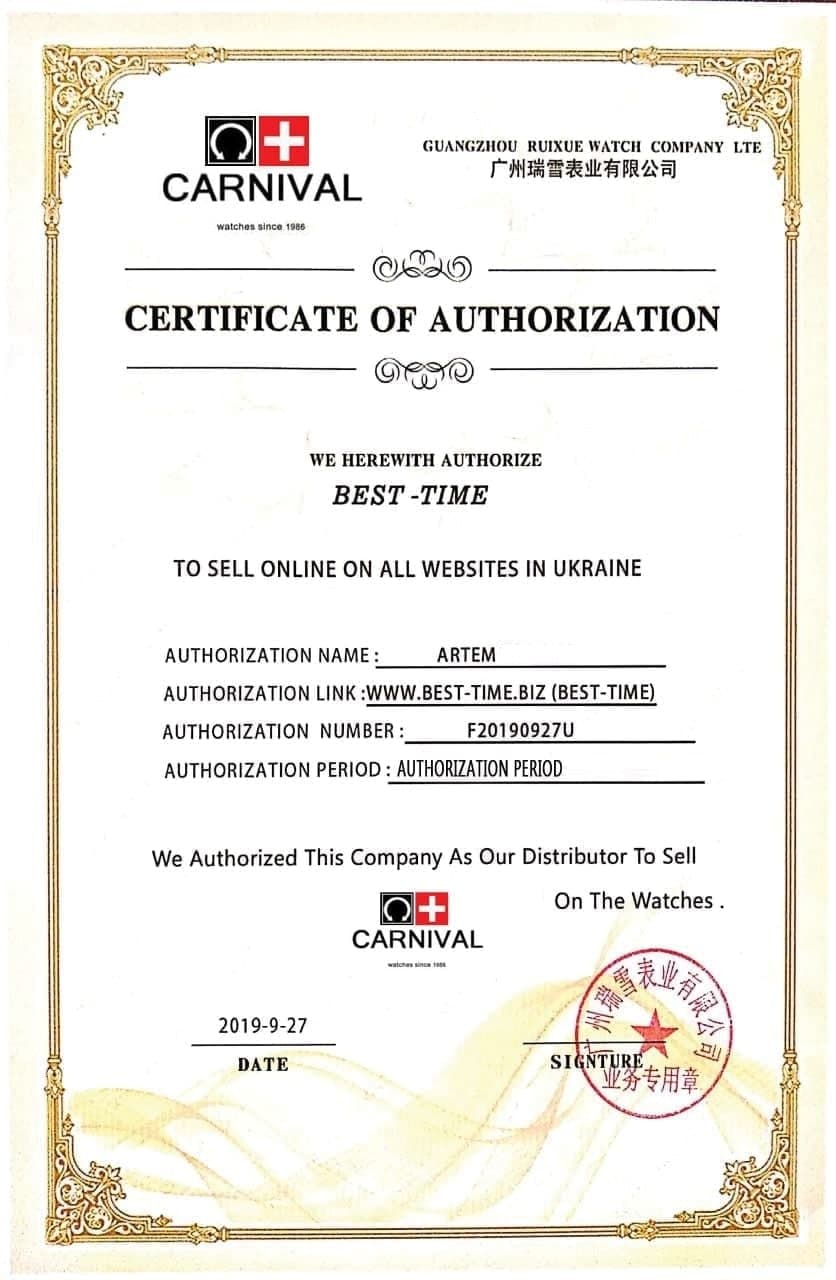 CARNIVAL
watches since 1986
GUANGZHOU RUIXUE WATCH COMPANY LTE
广州瑞雪表业有限公司
CERTIFICATE OF AUTHORIZATION
WE HEREWITH AUTHORIZE
BEST -TIME
TO SELL ONLINE ON ALL WEBSITES IN UKRAINE
AUTHORIZATION NAME : ARTEM
AUTHORIZATION LINK :WWW.BEST-TIME.BIZ (BEST-TIME)
AUTHORIZATION NUMBER : F20190927U
AUTHORIZATION PERIOD : AUTHORIZATION PERIOD
We Authorized This Company As Our Distributor To Sell
On The Watches .
CARNIVAL
watches since 1986
2019-9-27
DATE
SIGNTURE
广州瑞雪表业有限公司
业务专用章